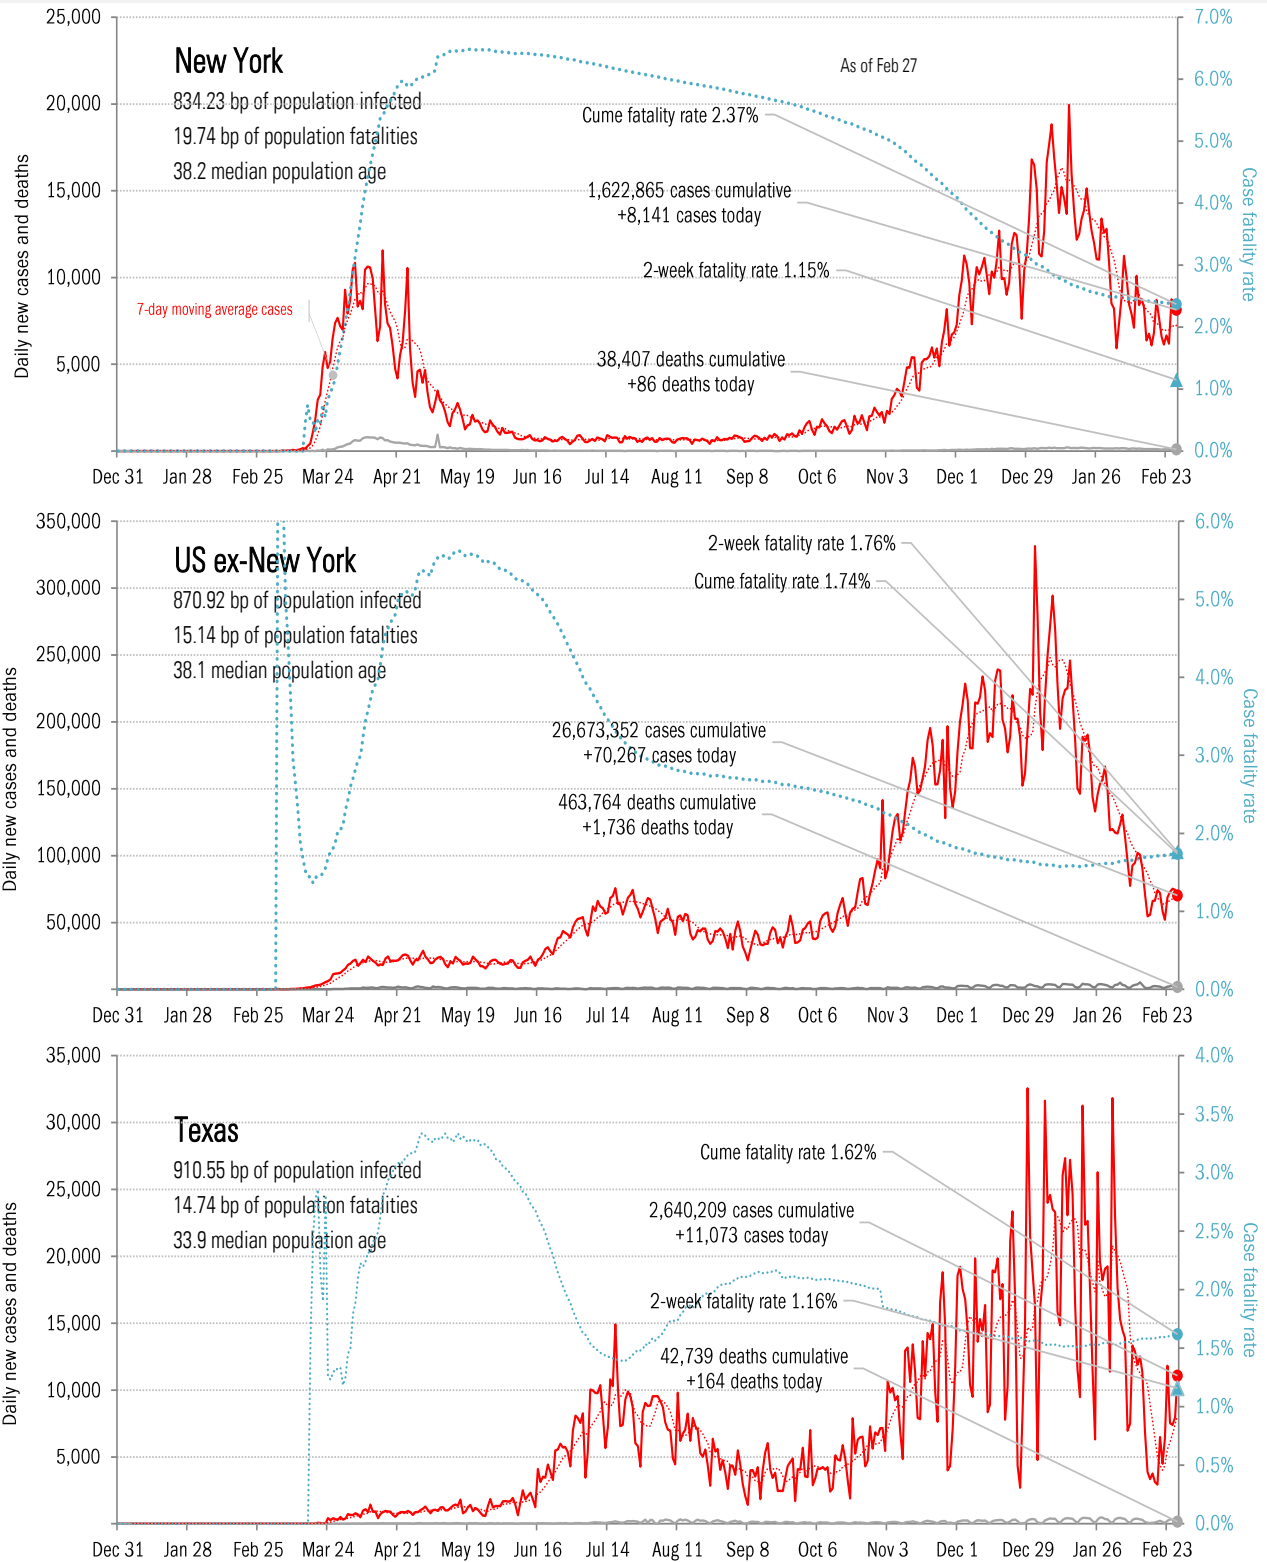 25,000
7.0%
New York
As of Feb 27
834.23 bp of population infected
20,000
6.0%
Cume fatality rate 2.37%
19.74 bp of population fatalities
5.0%
38.2 median population age
15,000
1,622,865 cases cumulative
+8,141 cases today
4.0%
2-week fatality rate 1.15%
10,000
3.0%
7-day moving average cases
2.0%
5,000
38,407 deaths cumulative
+86 deaths today
1.0%
0.0%
Daily new cases and deaths
Case fatality rate
Dec 31 Jan 28 Feb 25 Mar 24 Apr 21 May 19 Jun 16 Jul 14 Aug 11 Sep 8 Oct 6 Nov 3 Dec 1 Dec 29 Jan 26 Feb 23
350,000
6.0%
US ex-New York
2-week fatality rate 1.76%
Cume fatality rate 1.74%
300,000
870.92 bp of population infected
5.0%
15.14 bp of population fatalities
250,000
38.1 median population age
4.0%
200,000
26,673,352 cases cumulative
+70,267 cases today
3.0%
150,000
463,764 deaths cumulative
+1,736 deaths today
2.0%
100,000
50,000
1.0%
0.0%
Daily new cases and deaths
Case fatality rate
Dec 31 Jan 28 Feb 25 Mar 24 Apr 21 May 19 Jun 16 Jul 14 Aug 11 Sep 8 Oct 6 Nov 3 Dec 1 Dec 29 Jan 26 Feb 23
35,000
4.0%
30,000
3.5%
Texas
Cume fatality rate 1.62%
910.55 bp of population infected
3.0%
25,000
14.74 bp of population fatalities
2,640,209 cases cumulative
+11,073 cases today
2.5%
33.9 median population age
20,000
2.0%
2-week fatality rate 1.16%
15,000
1.5%
42,739 deaths cumulative
+164 deaths today
10,000
1.0%
5,000
0.5%
0.0%
Daily new cases and deaths
Case fatality rate
Dec 31 Jan 28 Feb 25 Mar 24 Apr 21 May 19 Jun 16 Jul 14 Aug 11 Sep 8 Oct 6 Nov 3 Dec 1 Dec 29 Jan 26 Feb 23